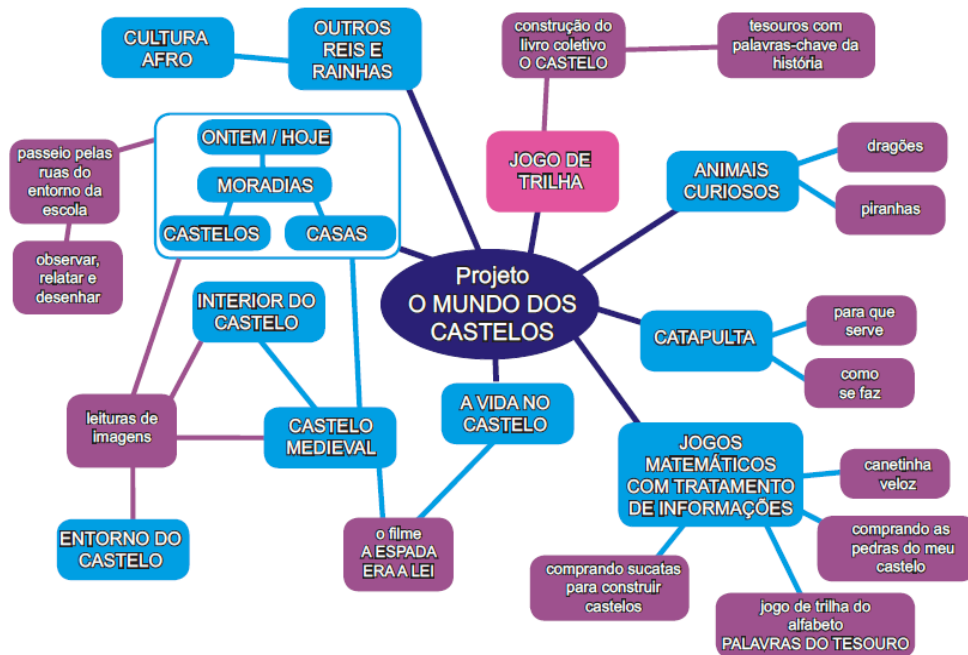 CULTURA
AFRO
OUTROS
REIS E
RAINHAS
construção do
livro coletivo
O CASTELO
tesouros com
palavras-chave da
história
ONTEM / HOJE
MORADIAS
CASTELOS
CASAS
passeio pelas
ruas do
entorno da
escola
observar,
relatar e
desenhar
JOGO DE
TRILHA
ANIMAIS
CURIOSOS
dragões
piranhas
Projeto
O MUNDO DOS
CASTELOS
INTERIOR DO
CASTELO
CATAPULTA
para que
serve
como
se faz
leituras de
imagens
CASTELO
MEDIEVAL
A VIDA NO
CASTELO
JOGOS
MATEMÁTICOS
COM TRATAMENTO
DE INFORMAÇÕES
canetinha
veloz
ENTORNO DO
CASTELO
o filme
A ESPADA
ERA A LEI
comprando sucatas
para construir
castelos
comprando as
pedras do meu
castelo
jogo de trilha do
alfabeto
PALAVRAS DO TESOURO